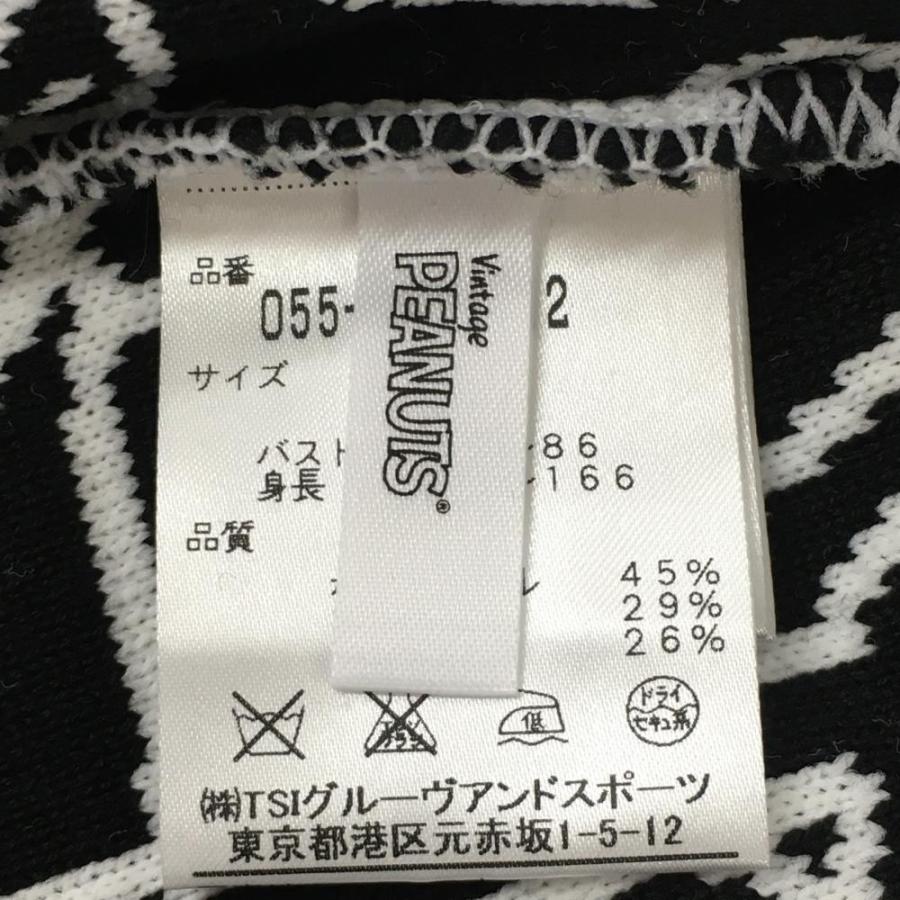 品番
055-
2
サイズ
バスト
-86
身長
-166
品質
45%
29%
26%
Vintage
PEANUTS®
低
ドライ
セキユ系
㈱TSIグルーヴアンドスポーツ
東京都港区元赤坂1-5-12